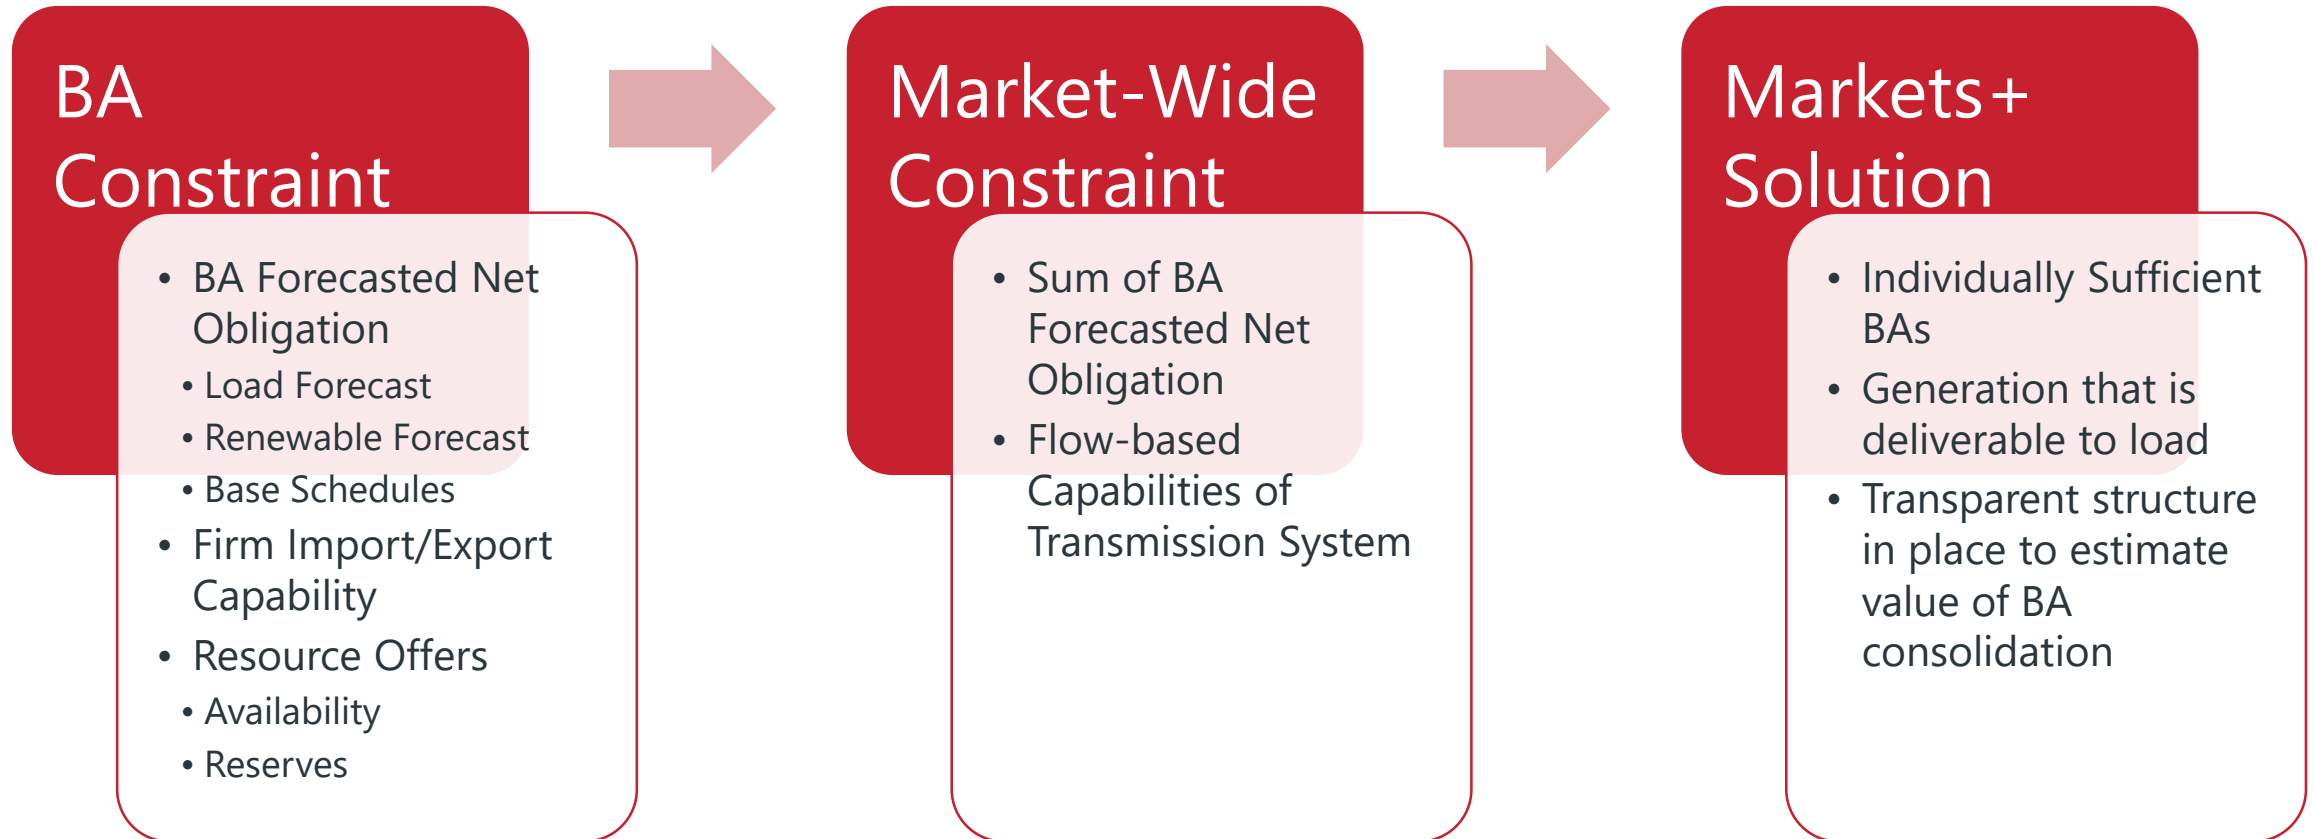 BA
Constraint
• BA Forecasted Net
Obligation
• Load Forecast
• Renewable Forecast
• Base Schedules
• Firm Import/Export
Capability
• Resource Offers
• Availability
• Reserves
Market-Wide
Constraint
• Sum of BA
Forecasted Net
Obligation
• Flow-based
Capabilities of
Transmission System
Markets+
Solution
• Individually Sufficient
BAs
• Generation that is
deliverable to load
• Transparent structure
in place to estimate
value of BA
consolidation